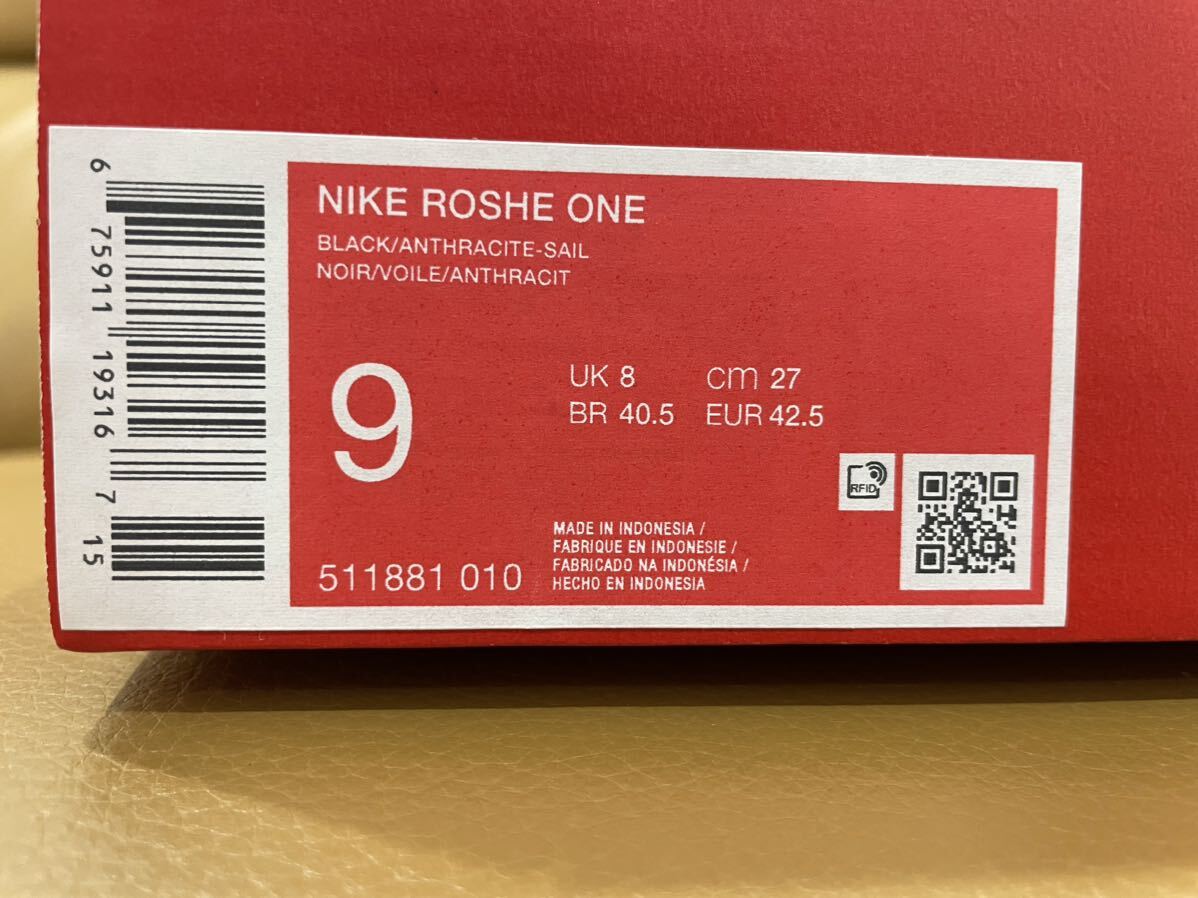 NIKE ROSHE ONE
BLACK/ANTHRACITE-SAIL
NOIR/VOILE/ANTHRACIT
9
UK 8 cm 27
BR 40.5 EUR 42.5
RFID
MADE IN INDONESIA /
FABRIQUE EN INDONESIE /
FABRICADO NA INDONÉSIA /
HECHO EN INDONESIA
511881 010
6 75911 19316 7 15